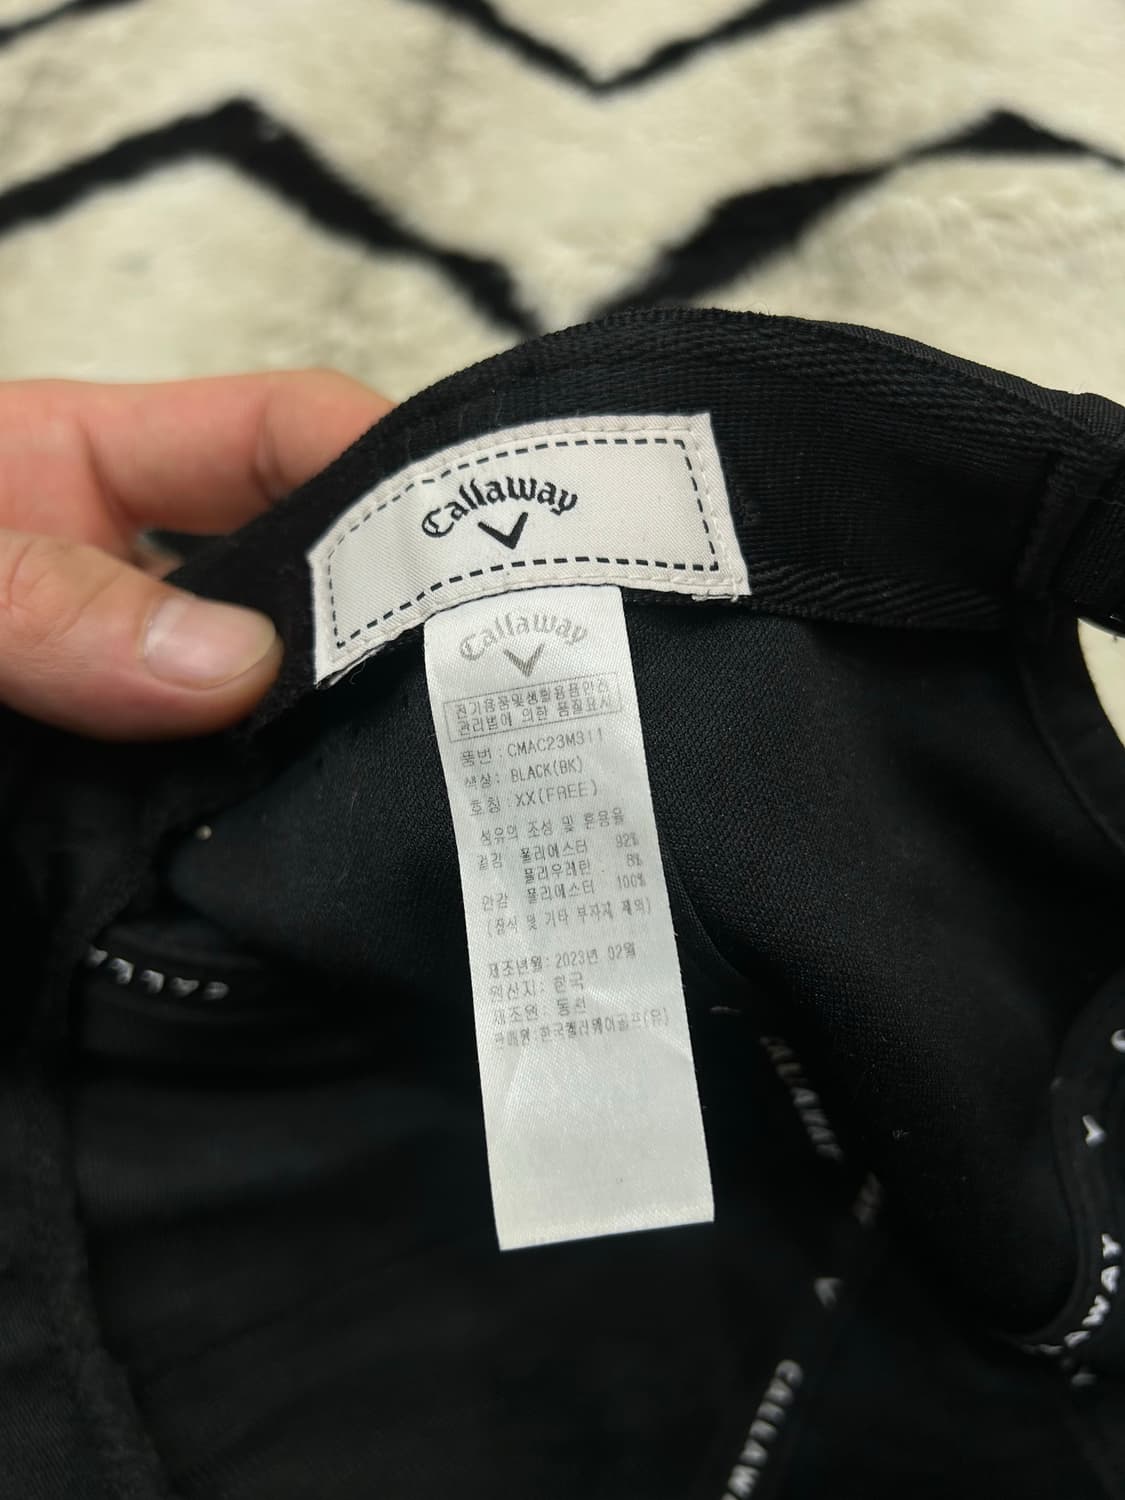 Callaway
Callaway
전기용품및생활용품안전
관리법에 의한 품질표시
품번 : CMAC23M311
색상 : BLACK(BK)
호칭 : XX(FREE)
섬유의 조성 및 혼용율
겉감 폴리에스터 92%
폴리우레탄 8%
안감 폴리에스터 100%
(장식 및 기타 부자재 제외)
제조년월: 2023년 02월
원산지: 한국
제조원: 동천
판매원:한국캘러웨이골프(유)
CALLAWAY
CALLAWAY